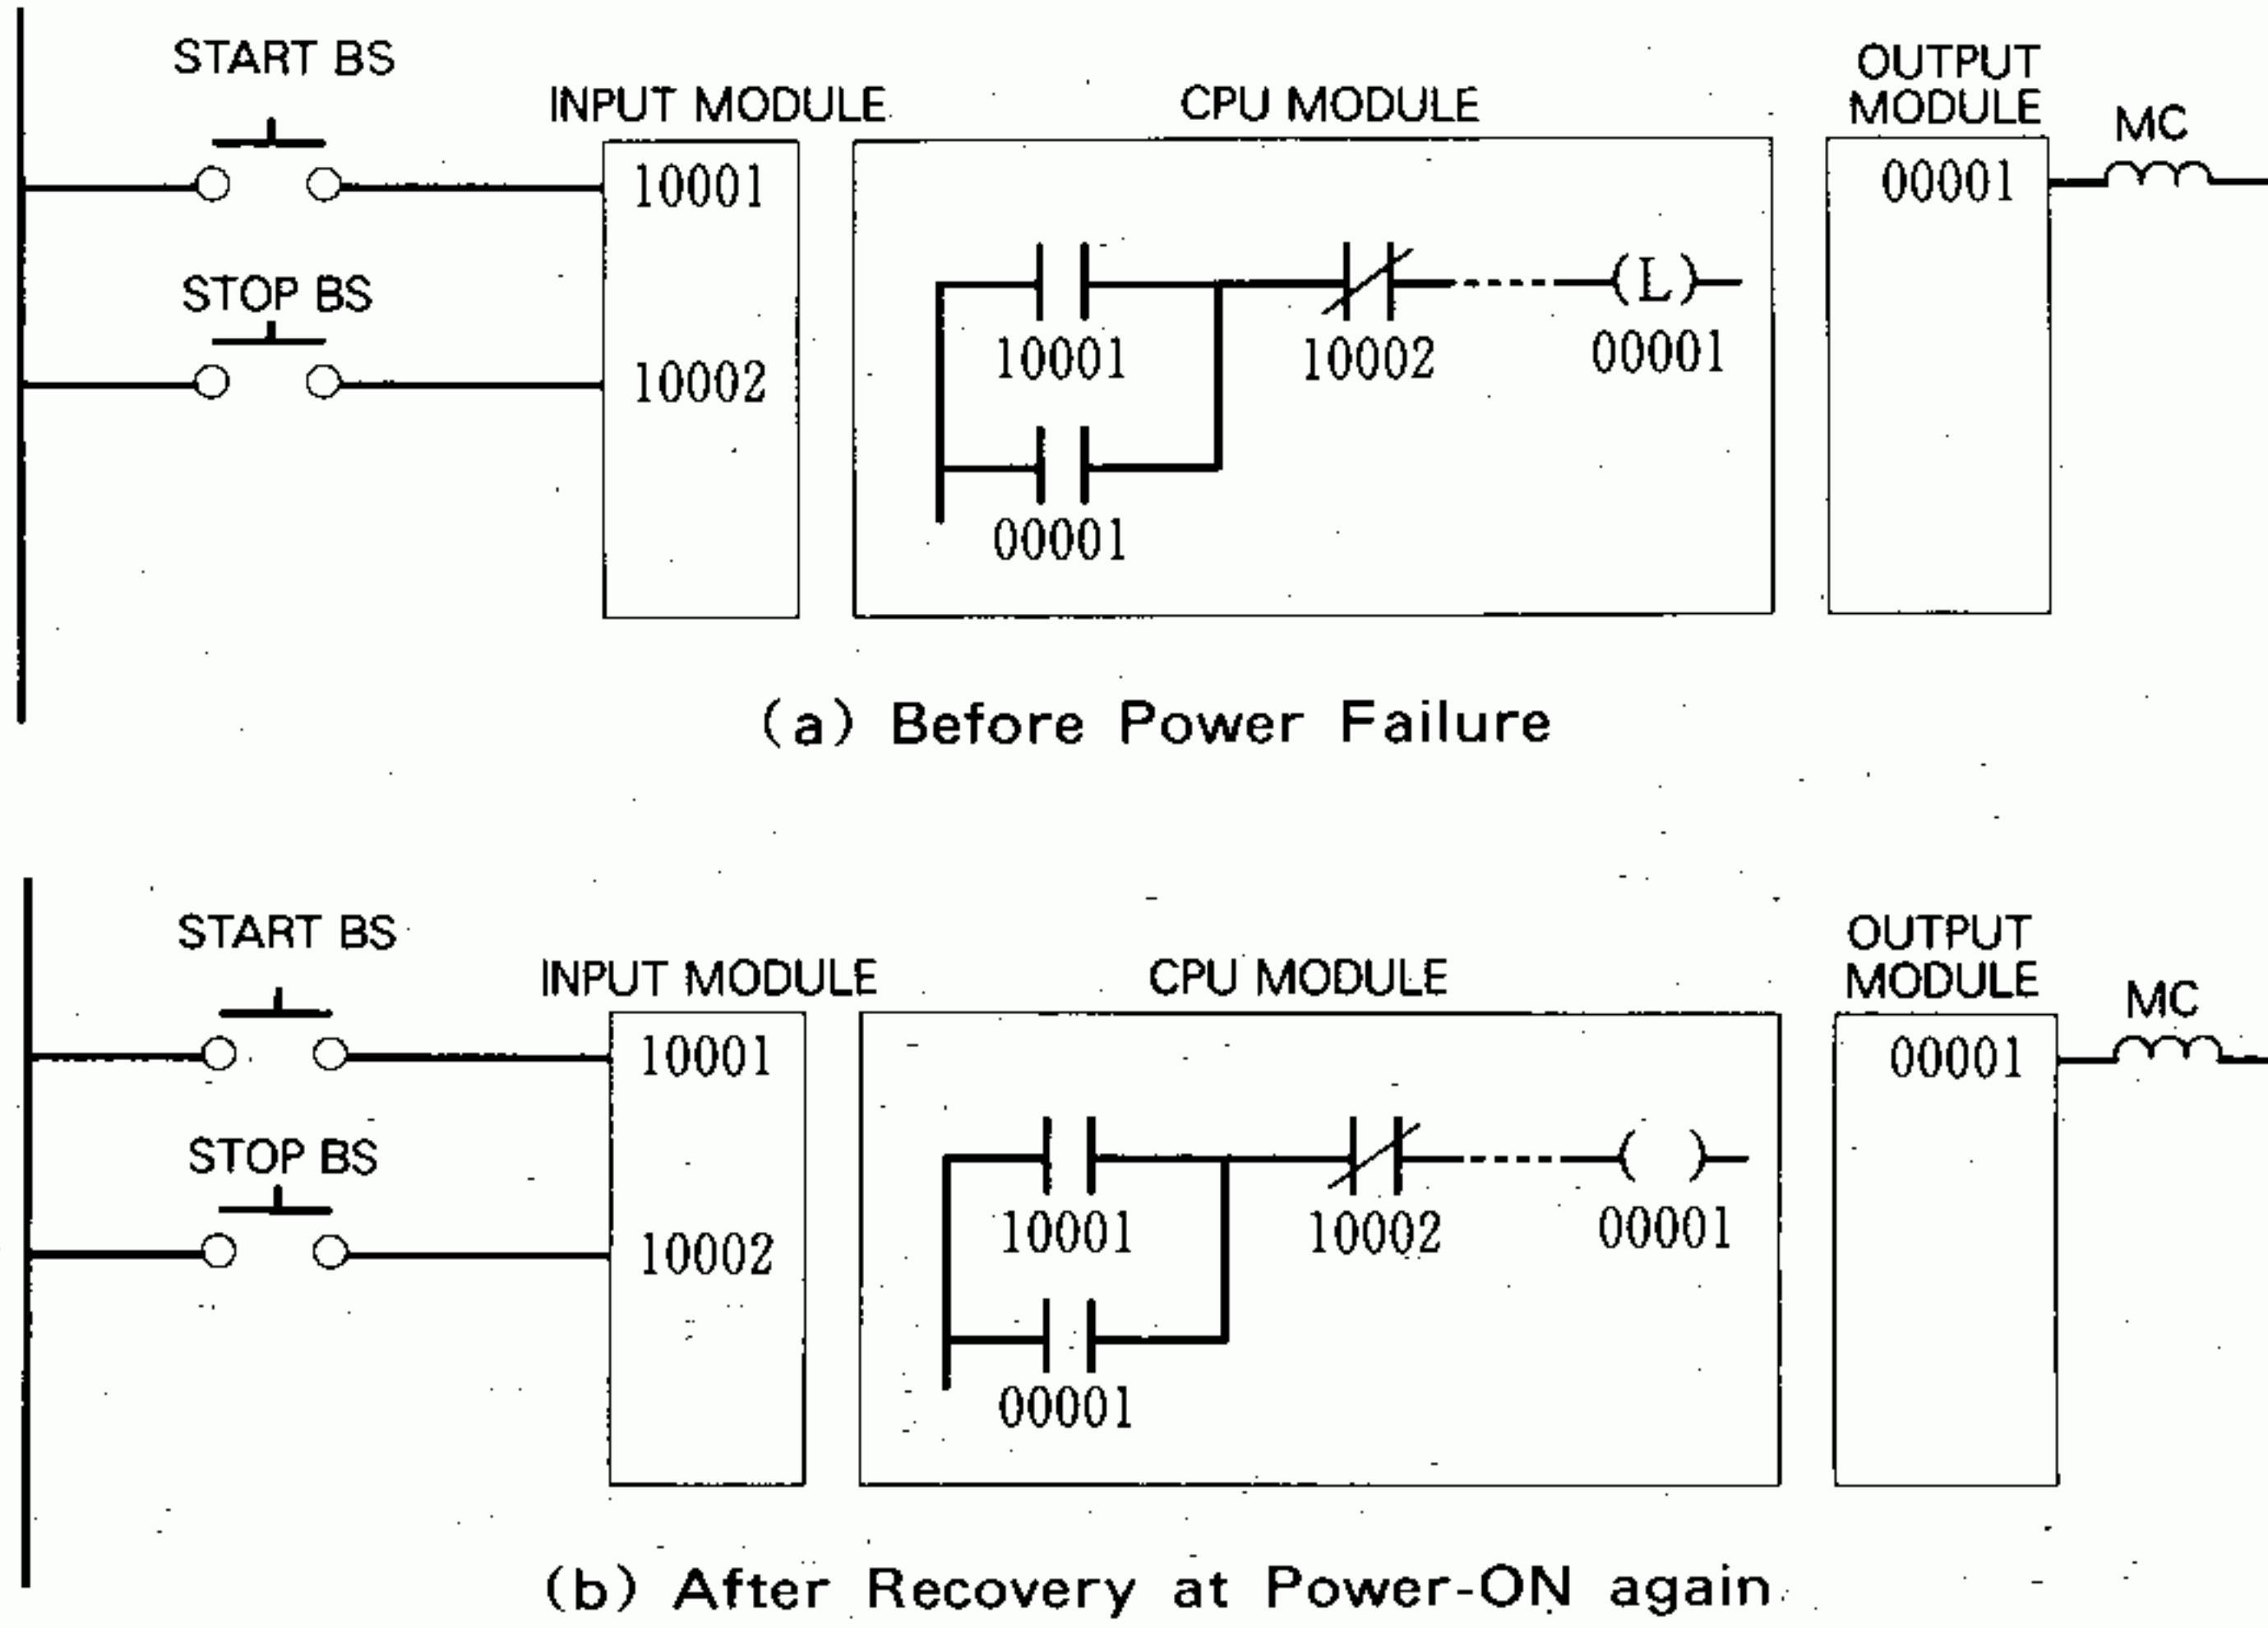 START BS
INPUT MODULE
CPU MODULE
OUTPUT
MODULE
MC
10001
00001
STOP BS
10002
(L)
10001
10002
00001
00001
(a) Before Power Failure
START BS
INPUT MODULE
CPU MODULE
OUTPUT
MODULE
MC
10001
00001
STOP BS
10002
( )
10001
10002
00001
00001
(b) After Recovery at Power-ON again